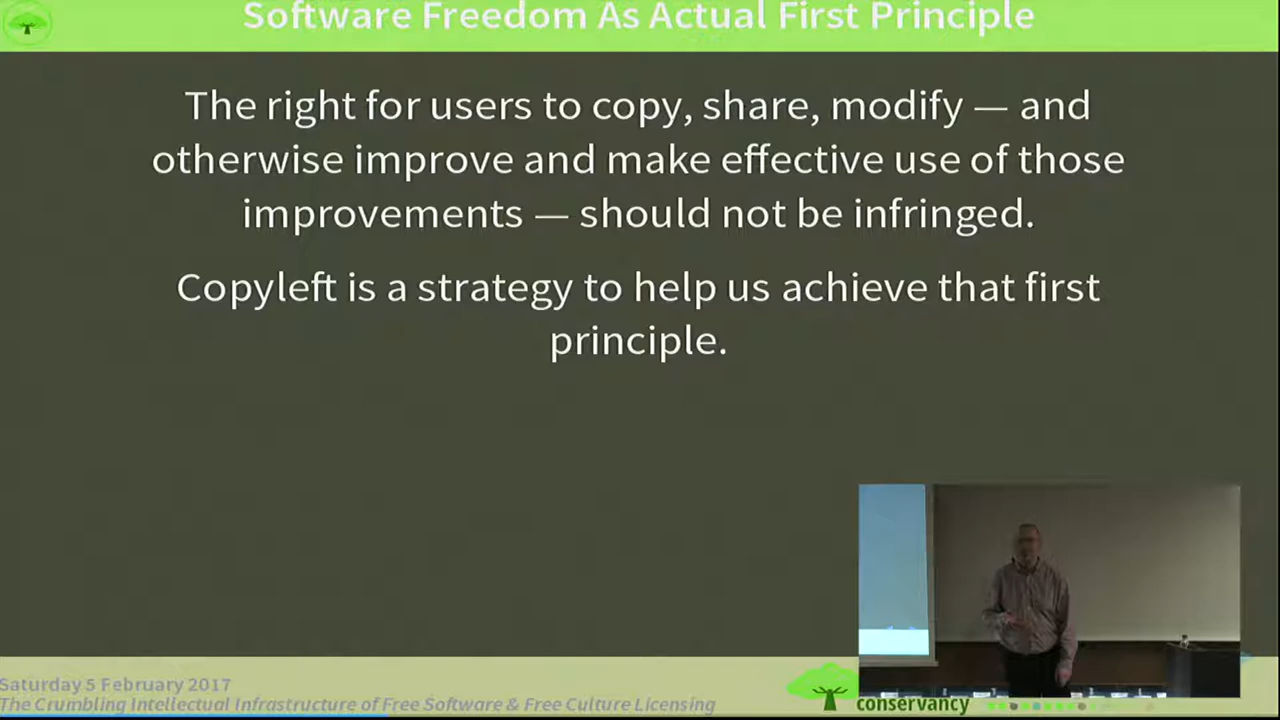 Software Freedom As Actual First Principle
The right for users to copy, share, modify — and
otherwise improve and make effective use of those
improvements — should not be infringed.
Copyleft is a strategy to help us achieve that first
principle.
Saturday 5 February 2017
The Crumbling Intellectual Infrastructure of Free Software & Free Culture Licensing
conservancy